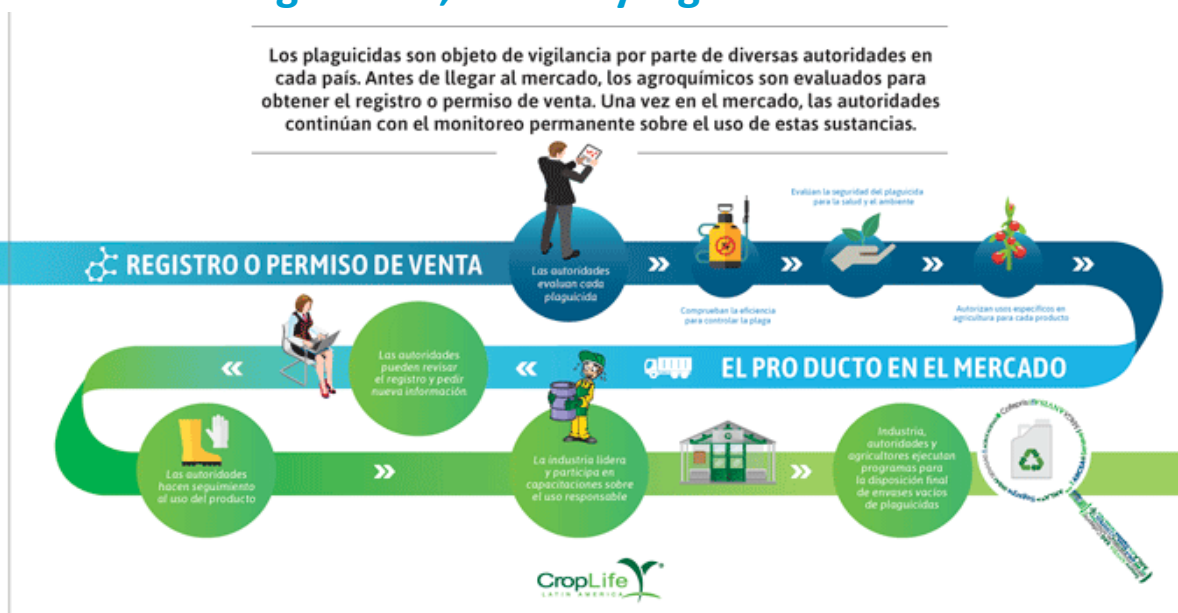 Los plaguicidas son objeto de vigilancia por parte de diversas autoridades en
cada país. Antes de llegar al mercado, los agroquímicos son evaluados para
obtener el registro o permiso de venta. Una vez en el mercado, las autoridades
continúan con el monitoreo permanente sobre el uso de estas sustancias.
Evalúan la seguridad del plaguicida
para la salud y el ambiente
REGISTRO O PERMISO DE VENTA
Las autoridades
evaluan cada
plaguicida
Comprueban la eficiencia
para controlar la plaga
Autorizan usos específicos en
agricultura para cada producto
EL PRO DUCTO EN EL MERCADO
Las autoridades
pueden revisar
el registro y pedir
nueva información
Las autoridades
hacen seguimiento
al uso del producto
La industria lidera
y participa en
capacitaciones sobre
el uso responsable
Industria,
autoridades y
agricultores ejecutan
programas para
la disposición final
de envases vacíos
de plaguicidas
CropLife
LATIN AMERICA